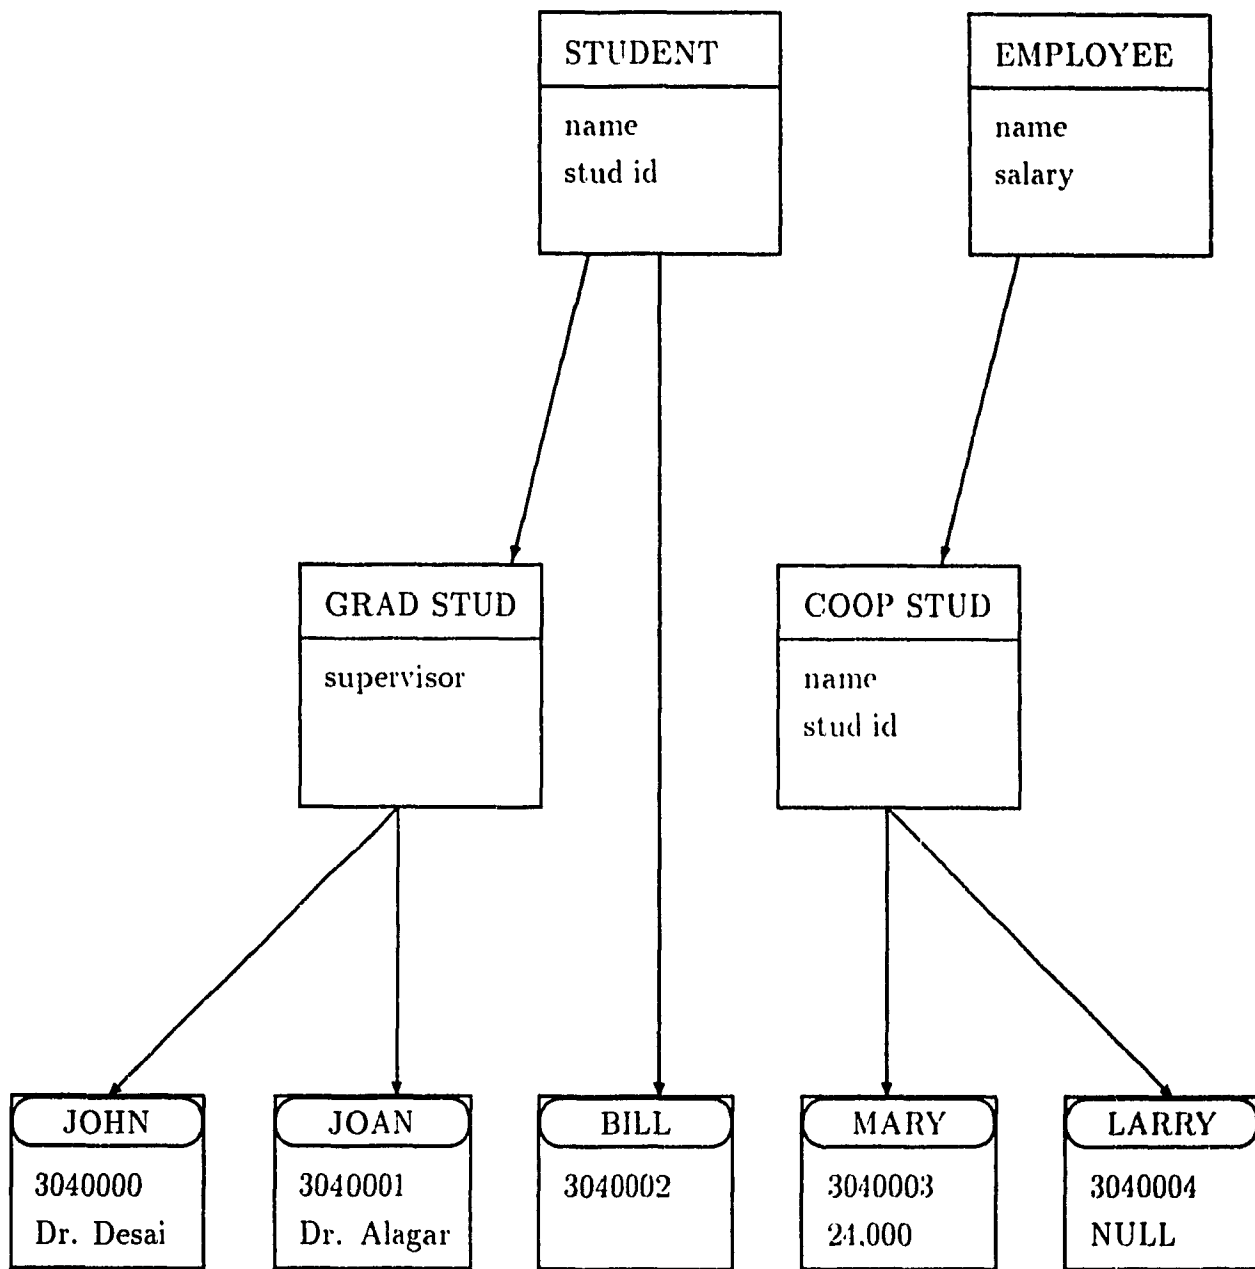 STUDENT
name
stud id
EMPLOYEE
name
salary
GRAD STUD
supervisor
COOP STUD
name
stud id
JOHN
3040000
Dr. Desai
JOAN
3040001
Dr. Alagar
BILL
3040002
MARY
3040003
24,000
LARRY
3040004
NULL